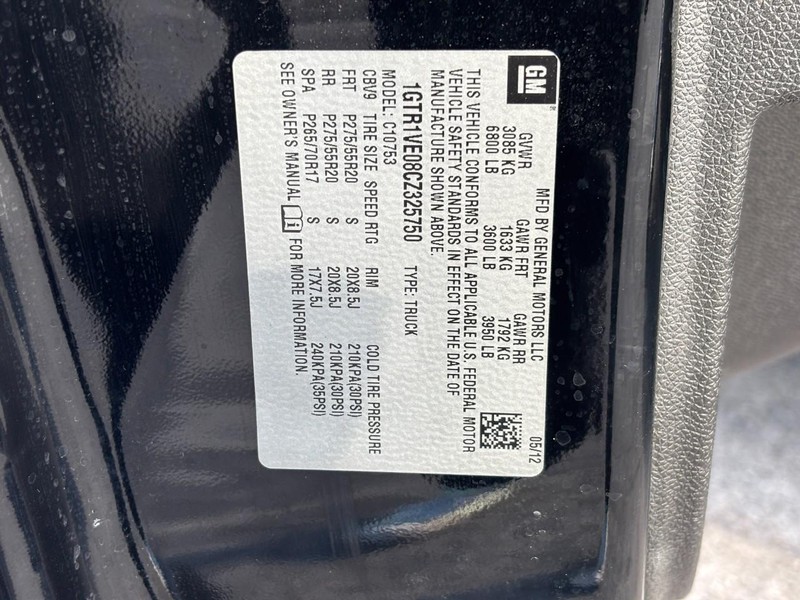 GM
MFD BY GENERAL MOTORS LLC 05/12
GVWR GAWR FRT GAWR RR
3085 KG 1633 KG 1792 KG
6800 LB 3600 LB 3950 LB
THIS VEHICLE CONFORMS TO ALL APPLICABLE U.S. FEDERAL MOTOR
VEHICLE SAFETY STANDARDS IN EFFECT ON THE DATE OF
MANUFACTURE SHOWN ABOVE.
1GTR1VE08CZ325750 TYPE: TRUCK
MODEL: C10753
CBV9 TIRE SIZE SPEED RTG RIM COLD TIRE PRESSURE
FRT P275/55R20 S 20X8.5J 210KPA(30PSI)
RR P275/55R20 S 20X8.5J 210KPA(30PSI)
SPA P265/70R17 S 17X7.5J 240KPA(35PSI)
SEE OWNER'S MANUAL i FOR MORE INFORMATION.